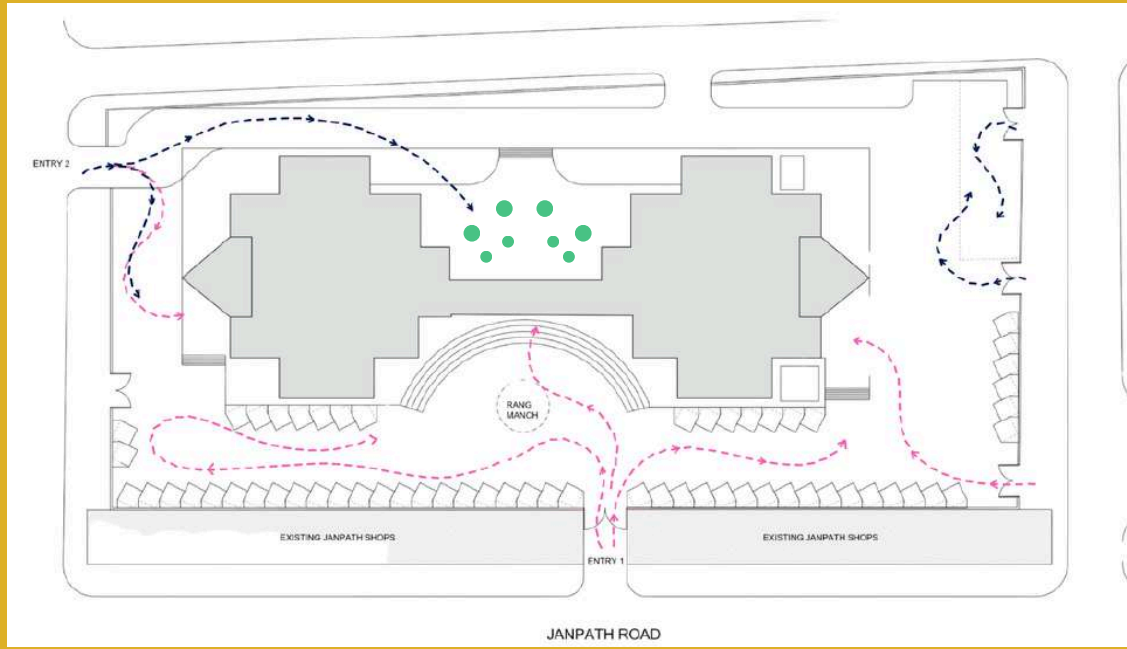 ENTRY 2
RANG
MANCH
EXISTING JANPATH SHOPS
EXISTING JANPATH SHOPS
ENTRY 1
JANPATH ROAD